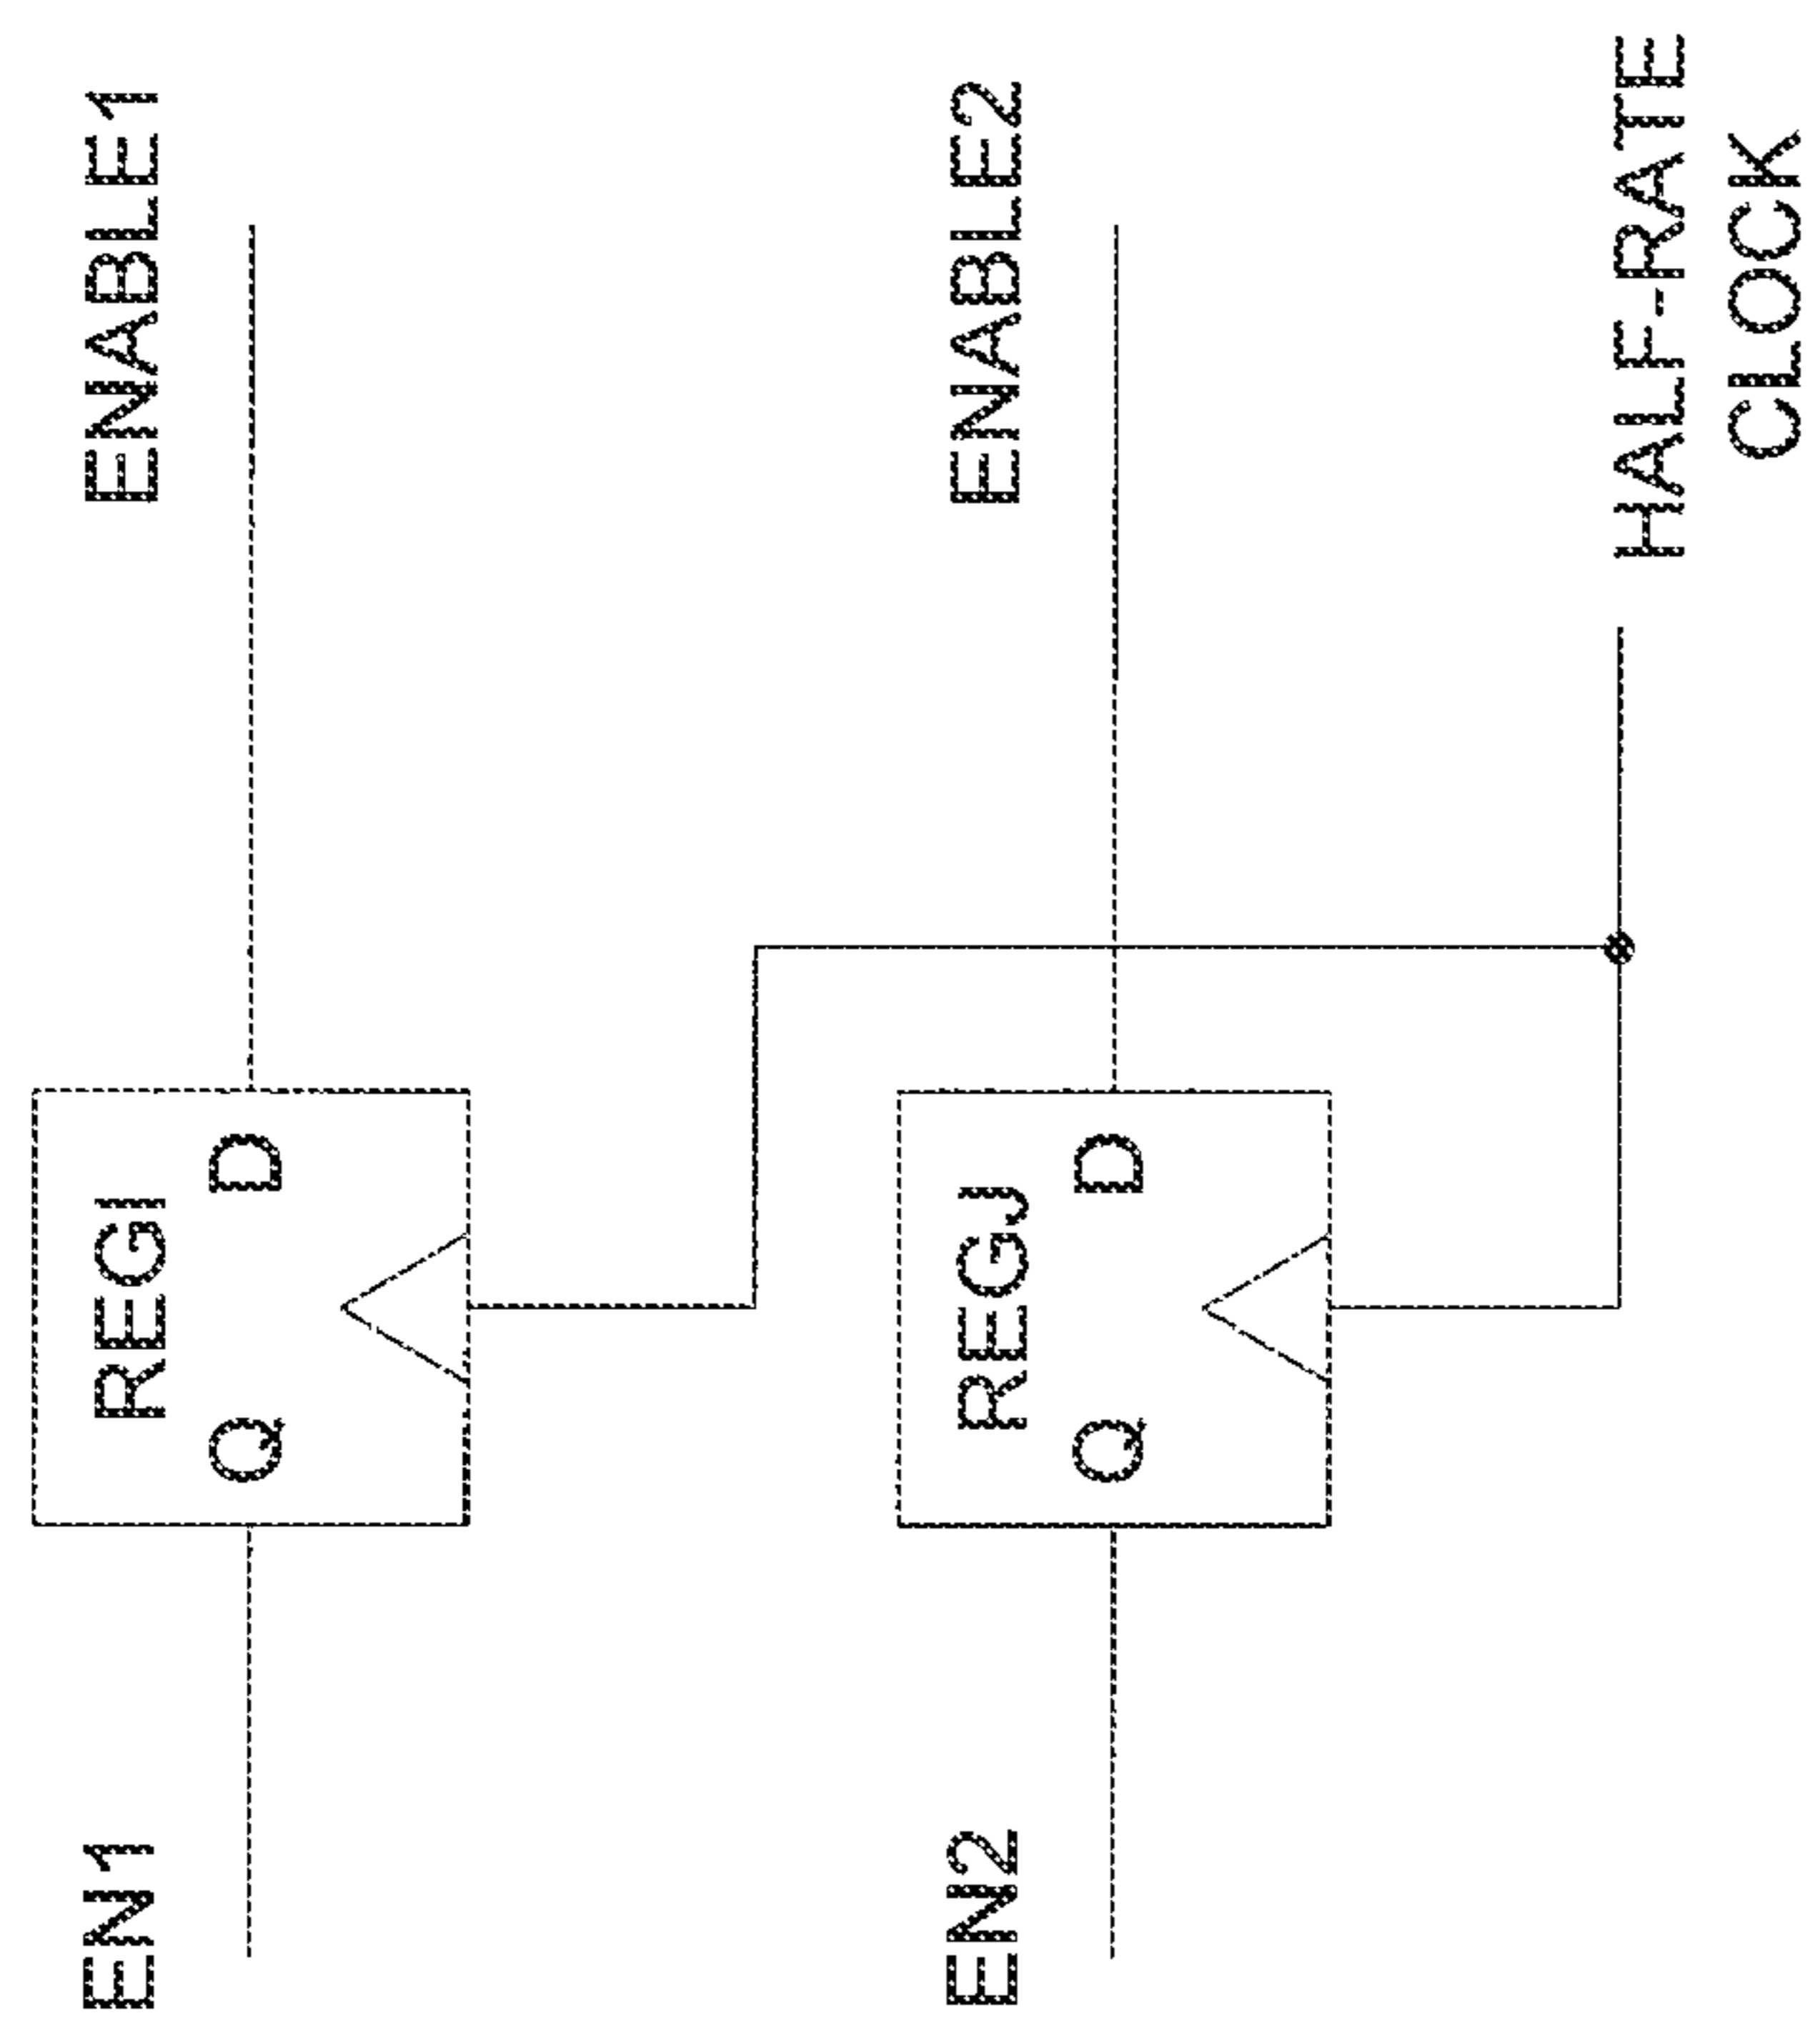 EN1
REGI
Q
D
ENABLE1
EN2
REGJ
Q
D
ENABLE2
HALF-RATE
CLOCK